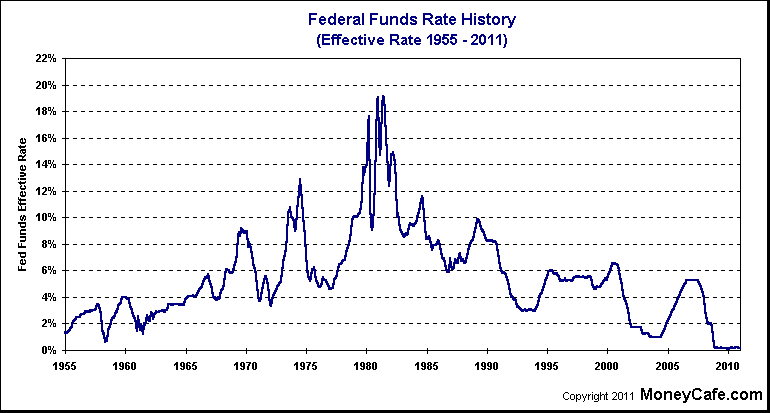 Federal Funds Rate History
(Effective Rate 1955 - 2011)
Fed Funds Effective Rate
22%
20%
18%
16%
14%
12%
10%
8%
6%
4%
2%
0%
1955 1960 1965 1970 1975 1980 1985 1990 1995 2000 2005 2010
Copyright 2011 MoneyCafe.com